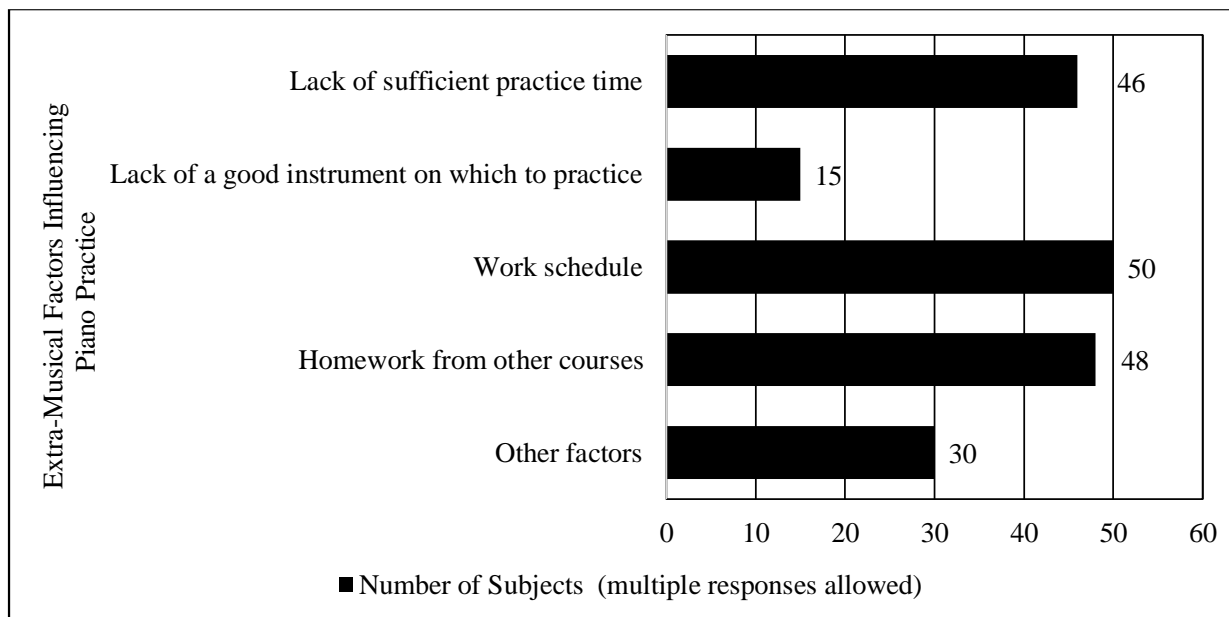 Extra-Musical Factors Influencing
Piano Practice
Lack of sufficient practice time
46
Lack of a good instrument on which to practice
15
Work schedule
50
Homework from other courses
48
Other factors
30
0 10 20 30 40 50 60
Number of Subjects (multiple responses allowed)